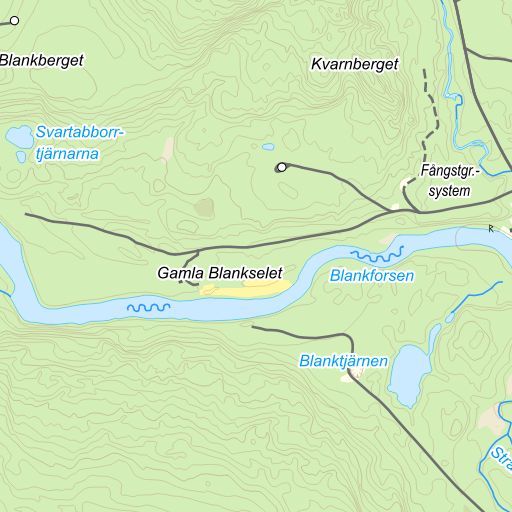 Blankberget
Kvarnberget
Svartabborr-
tjärnarna
Fångstgr.-
system
R
Gamla Blankselet
Blankforsen
Blanktjärnen
Stra